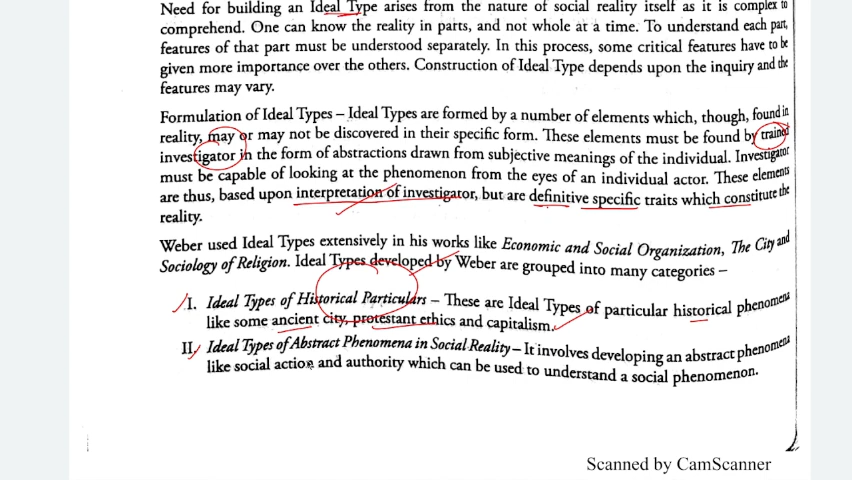 Need for building an Ideal Type arises from the nature of social reality itself as it is complex to
comprehend. One can know the reality in parts, and not whole at a time. To understand each part,
features of that part must be understood separately. In this process, some critical features have to be
given more importance over the others. Construction of Ideal Type depends upon the inquiry and the
features may vary.
Formulation of Ideal Types – Ideal Types are formed by a number of elements which, though, found in
reality, may or may not be discovered in their specific form. These elements must be found by trained
investigator in the form of abstractions drawn from subjective meanings of the individual. Investigator
must be capable of looking at the phenomenon from the eyes of an individual actor. These elements
are thus, based upon interpretation of investigator, but are definitive specific traits which constitute the
reality.
Weber used Ideal Types extensively in his works like Economic and Social Organization, The City and
Sociology of Religion. Ideal Types developed by Weber are grouped into many categories –
I. Ideal Types of Historical Particulars – These are Ideal Types of particular historical phenomena
like some ancient city, protestant ethics and capitalism.
II. Ideal Types of Abstract Phenomena in Social Reality – It involves developing an abstract phenomena
like social action and authority which can be used to understand a social phenomenon.
Scanned by CamScanner